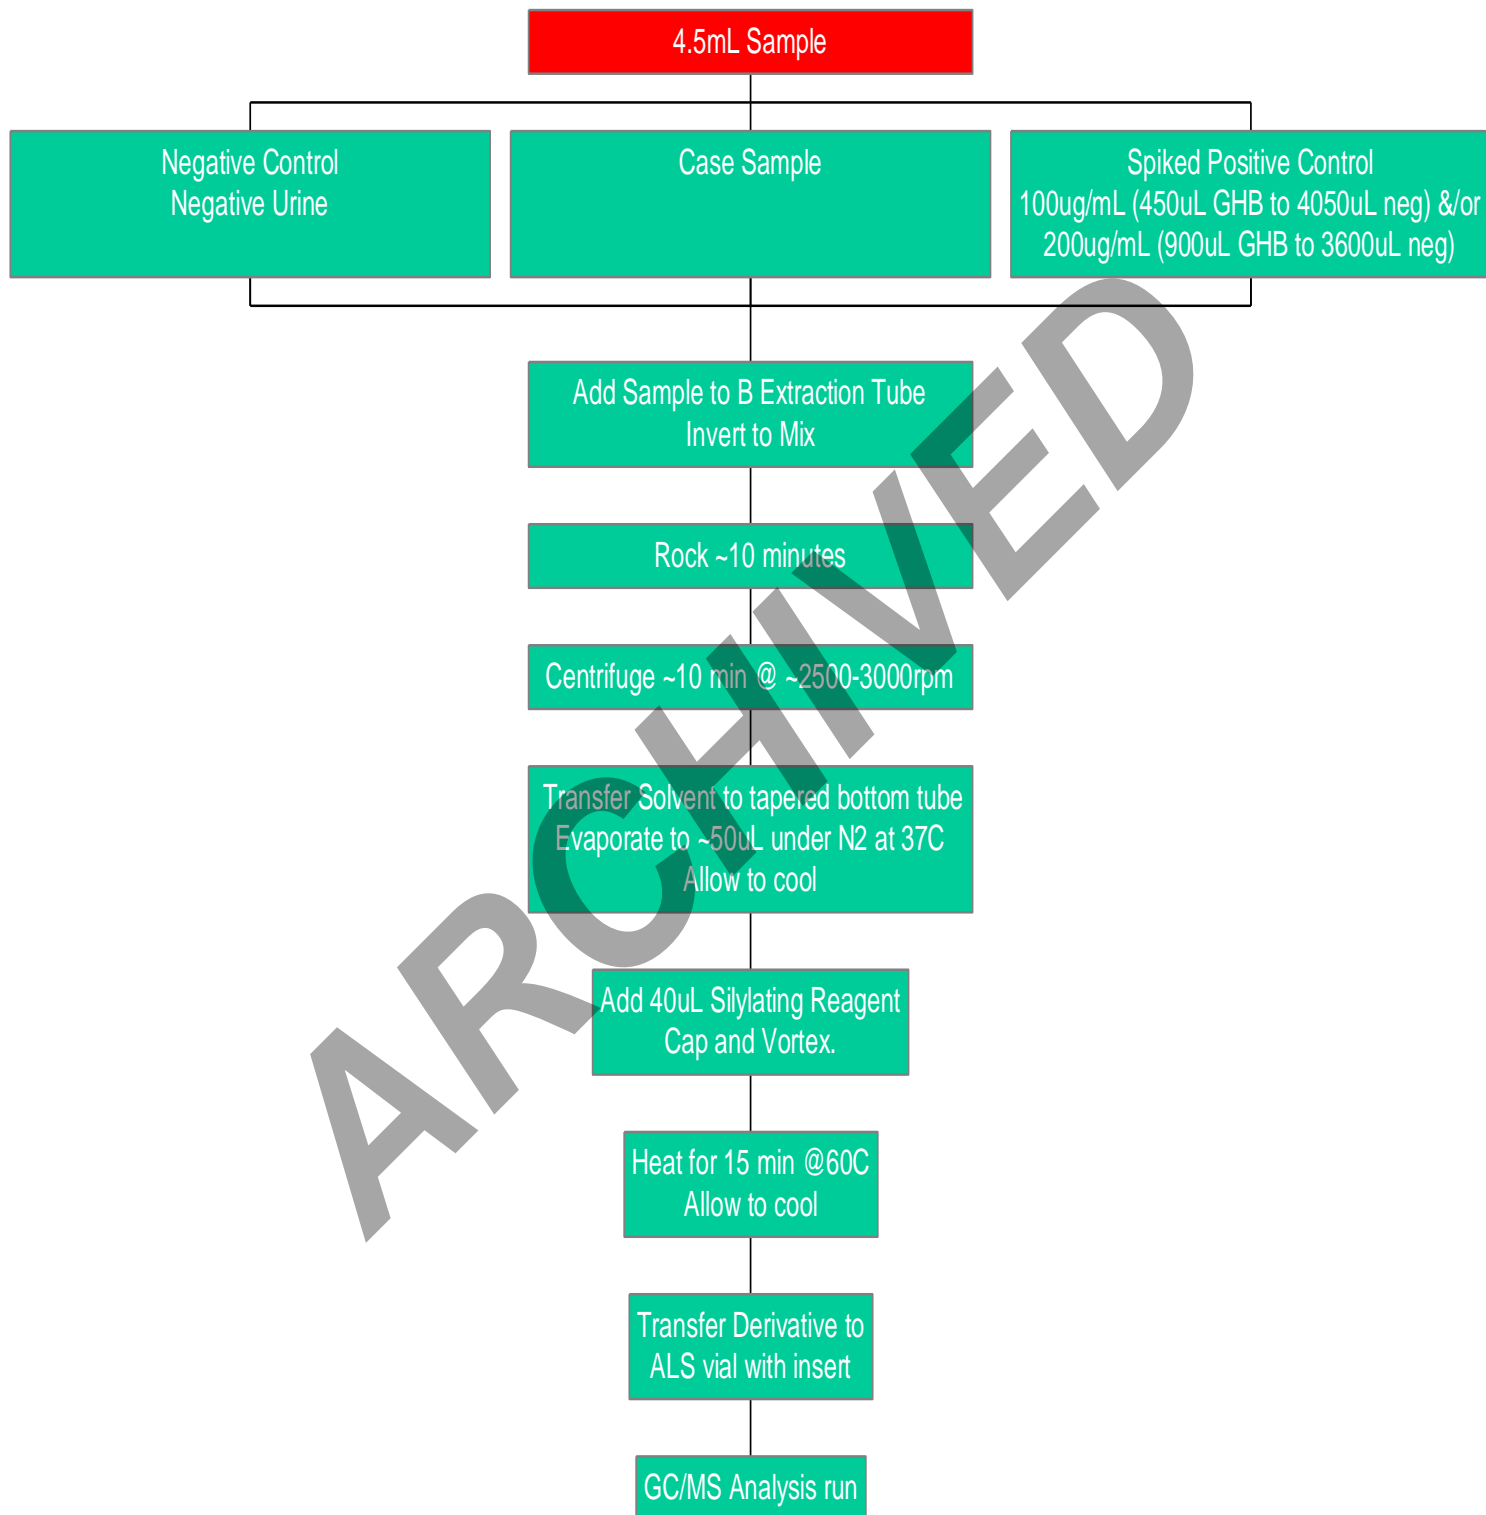 4.5mL Sample
Negative Control
Negative Urine
Case Sample
Spiked Positive Control
100ug/mL (450uL GHB to 4050uL neg) &/or
200ug/mL (900uL GHB to 3600uL neg)
Add Sample to B Extraction Tube
Invert to Mix
Rock ~10 minutes
Centrifuge ~10 min @ ~2500-3000rpm
Transfer Solvent to tapered bottom tube
Evaporate to ~50uL under N2 at 37C
Allow to cool
Add 40uL Silylating Reagent
Cap and Vortex.
Heat for 15 min @60C
Allow to cool
Transfer Derivative to
ALS vial with insert
GC/MS Analysis run
ARCHIVED